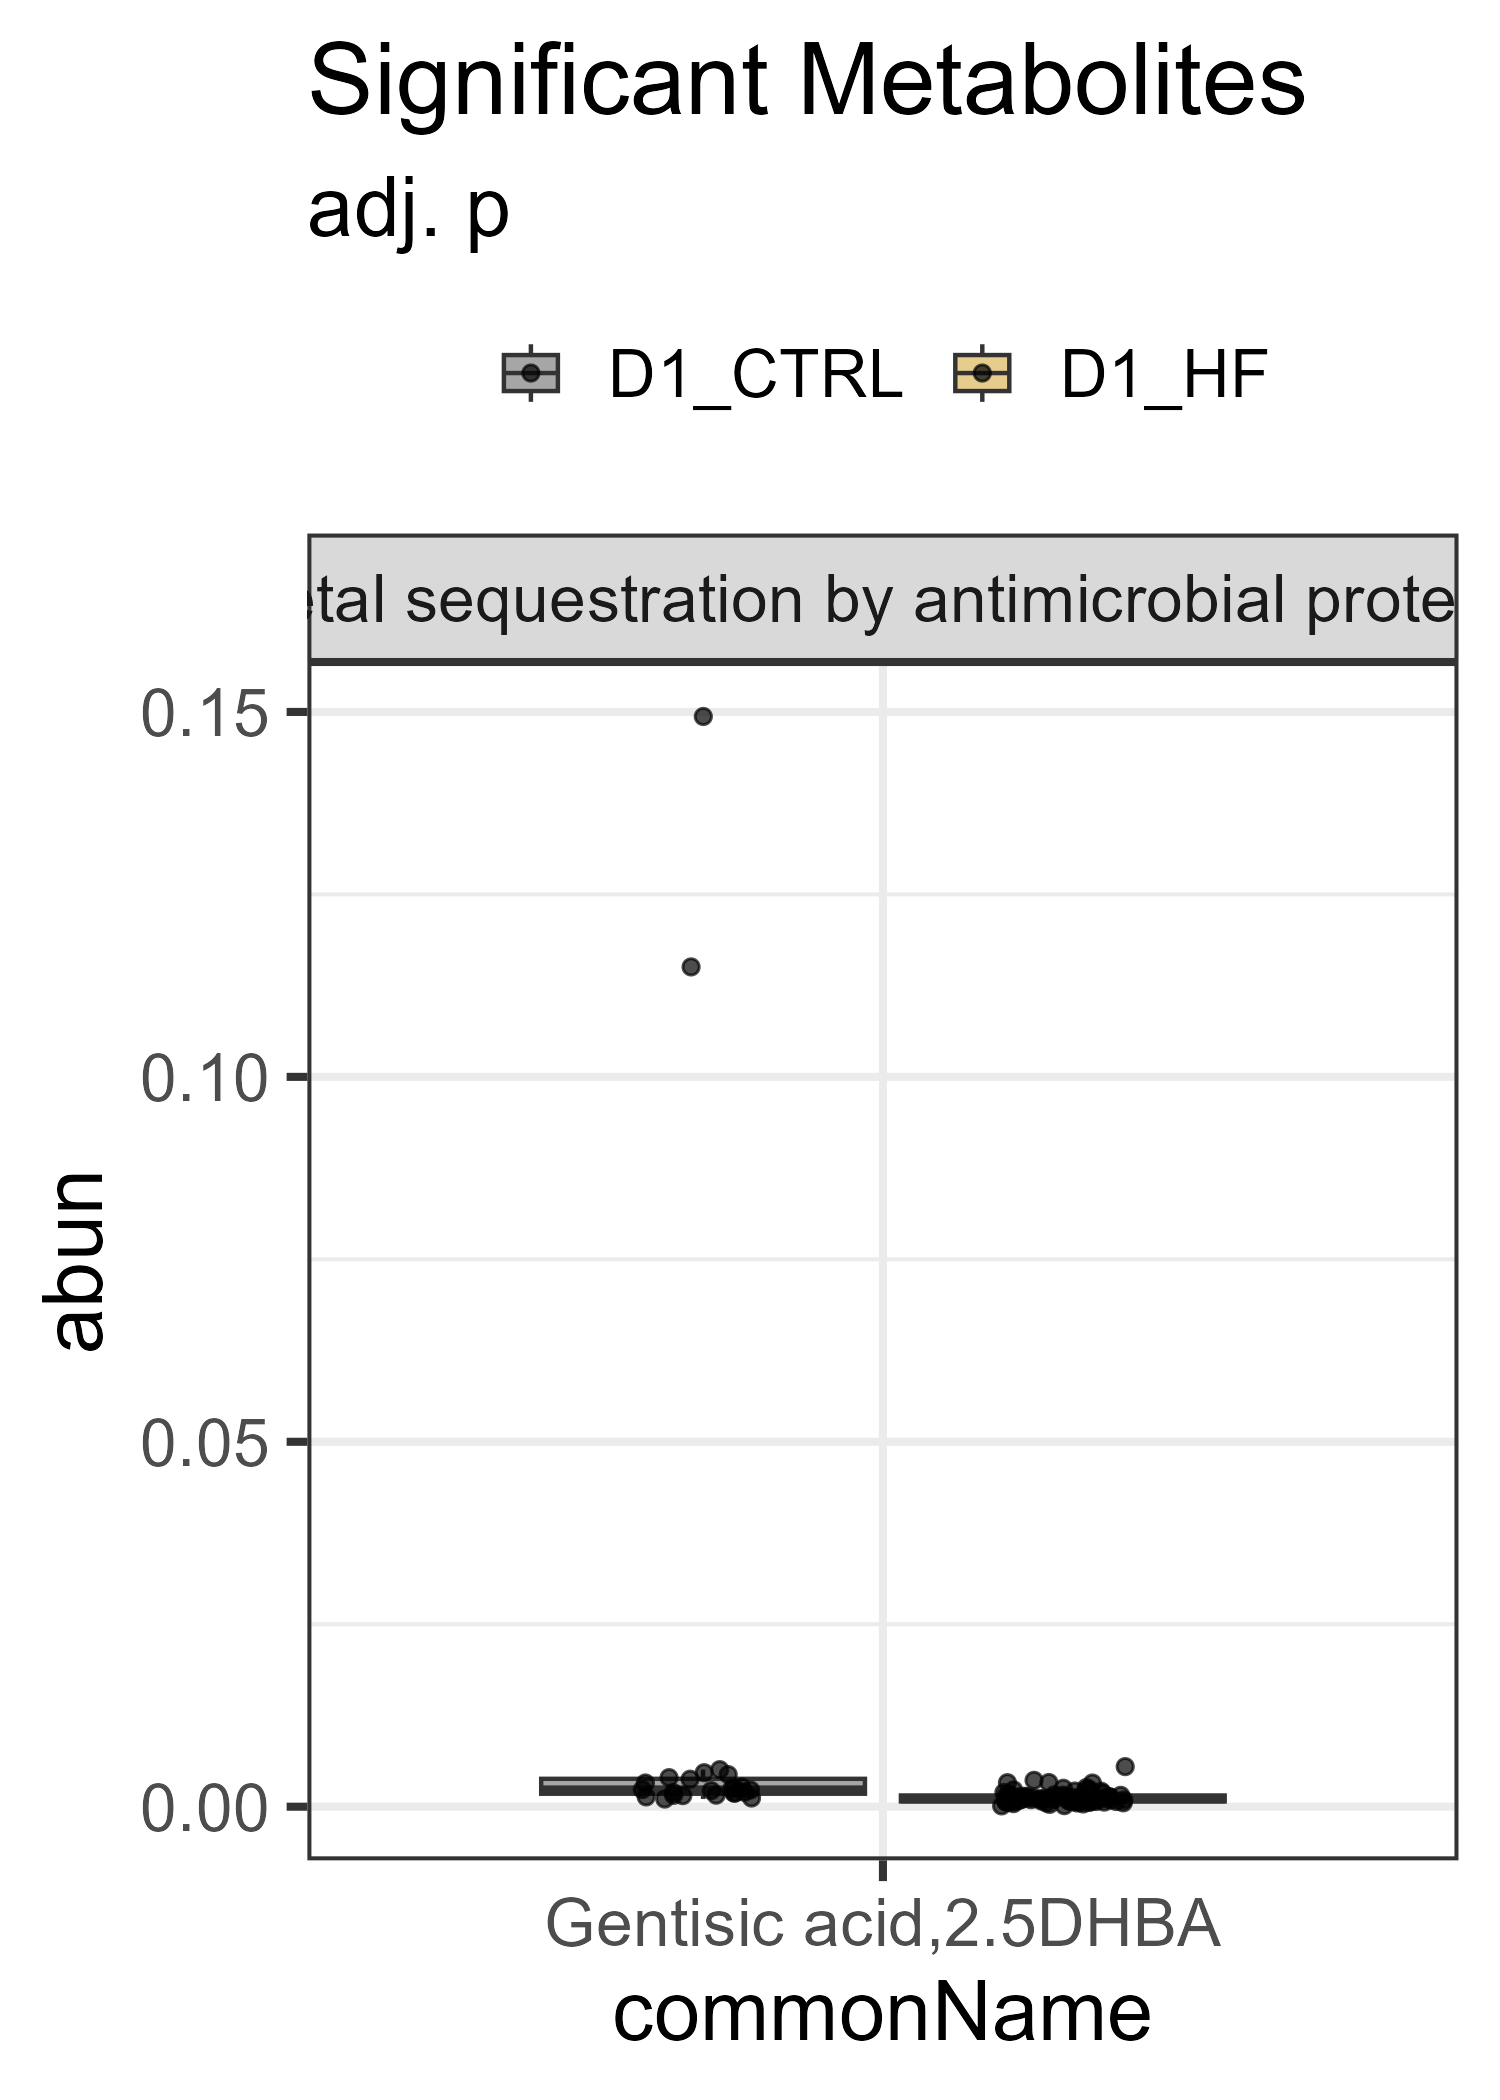 Significant Metabolites
adj. p
D1_CTRL D1_HF
etal sequestration by antimicrobial prote
0.15
0.10
0.05
0.00
abun
Gentisic acid,2.5DHBA
commonName